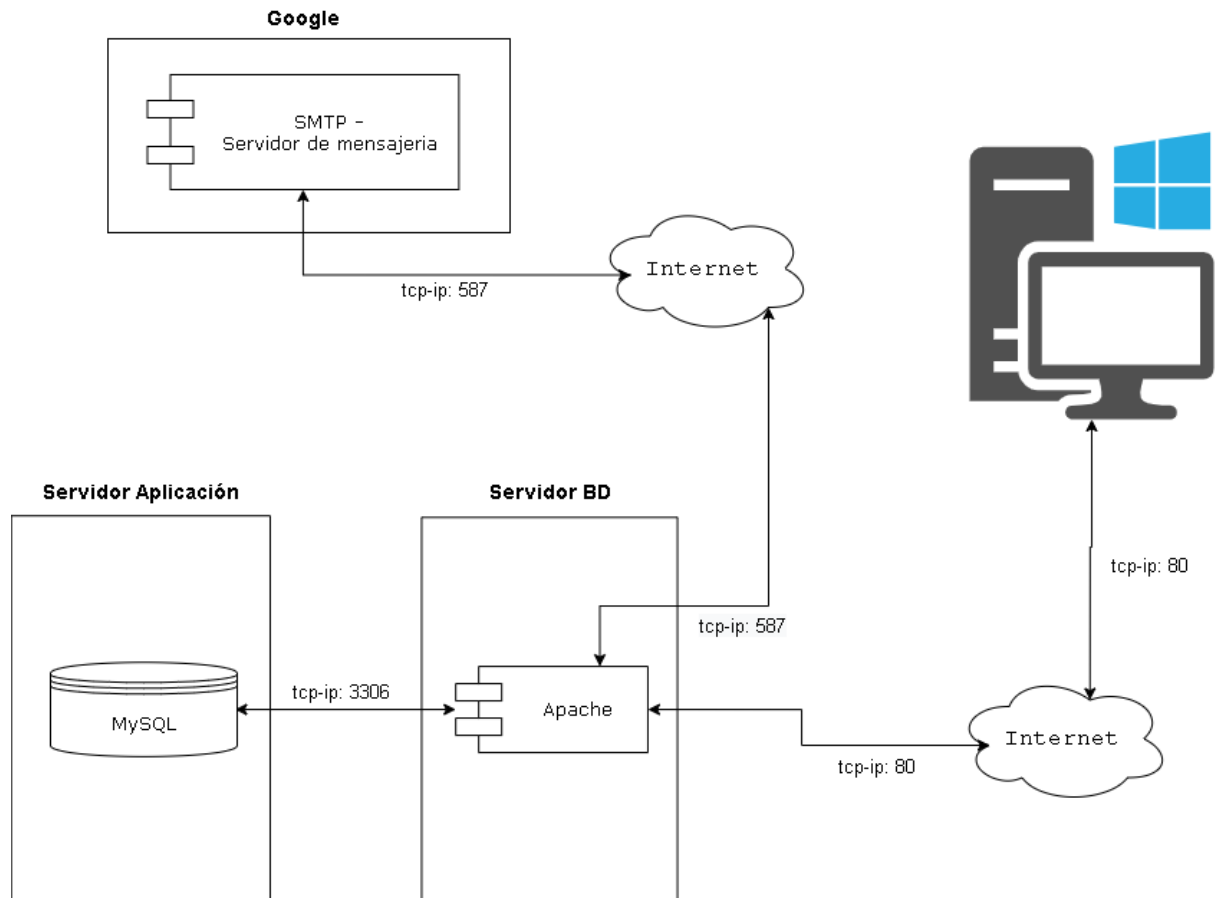 Google
SMTP -
Servidor de mensajeria
Internet
tcp-ip: 587
Servidor Aplicación
Servidor BD
tcp-ip: 80
tcp-ip: 587
tcp-ip: 3306
MySQL
Apache
Internet
tcp-ip: 80